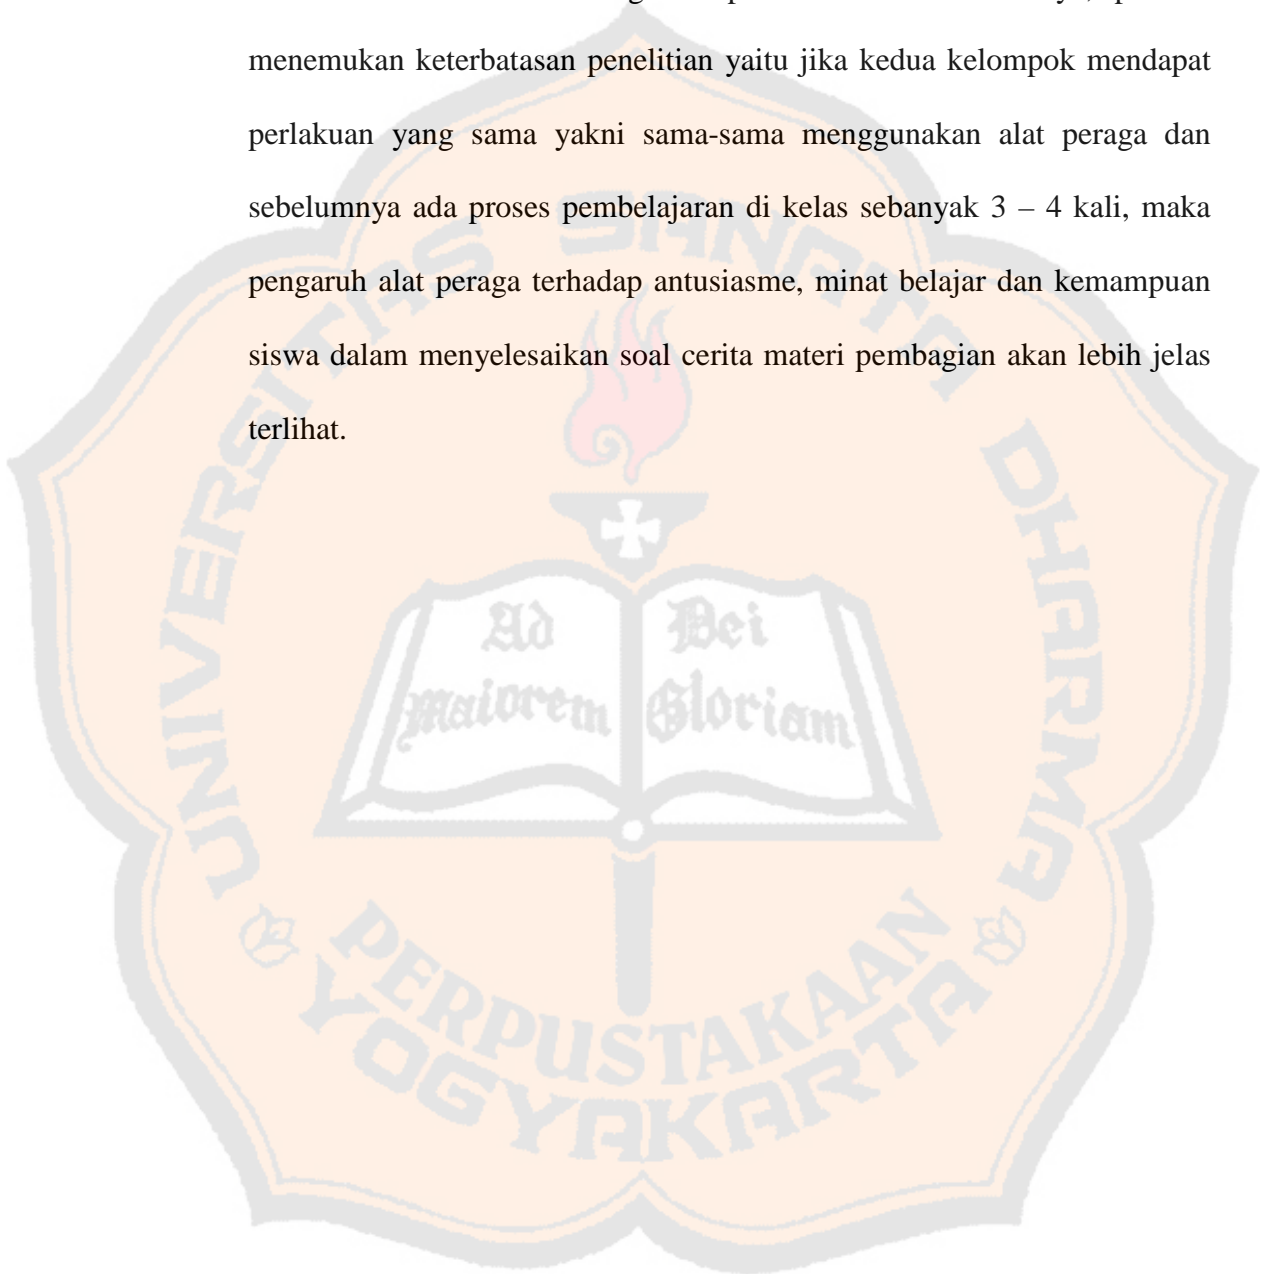 menemukan keterbatasan penelitian yaitu jika kedua kelompok mendapat
perlakuan yang sama yakni sama-sama menggunakan alat peraga dan
sebelumnya ada proses pembelajaran di kelas sebanyak 3 – 4 kali, maka
pengaruh alat peraga terhadap antusiasme, minat belajar dan kemampuan
siswa dalam menyelesaikan soal cerita materi pembagian akan lebih jelas
terlihat.
UNIVERSITAS SANATA DHARMA
Ad
Dei
Maiorem
Gloriam
PERPUSTAKAAN
YOGYAKARTA